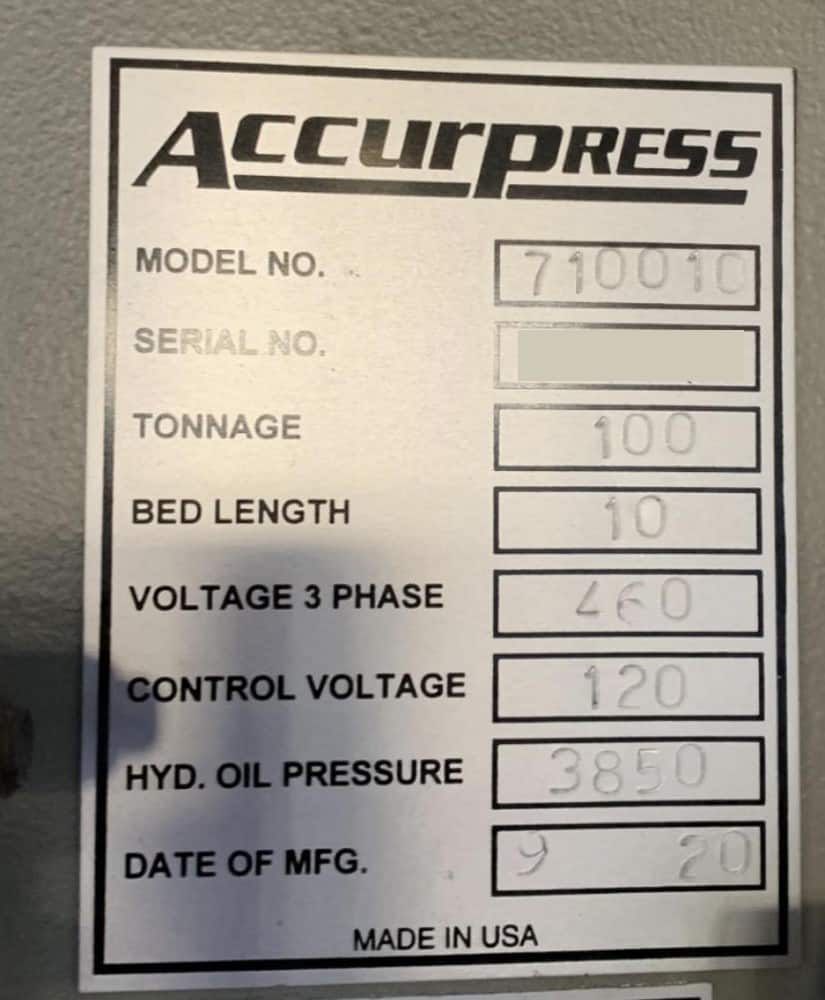 ACCURPRESS
MODEL NO. 710010
SERIAL NO.
TONNAGE 100
BED LENGTH 10
VOLTAGE 3 PHASE 460
CONTROL VOLTAGE 120
HYD. OIL PRESSURE 3850
DATE OF MFG. 9 20
MADE IN USA